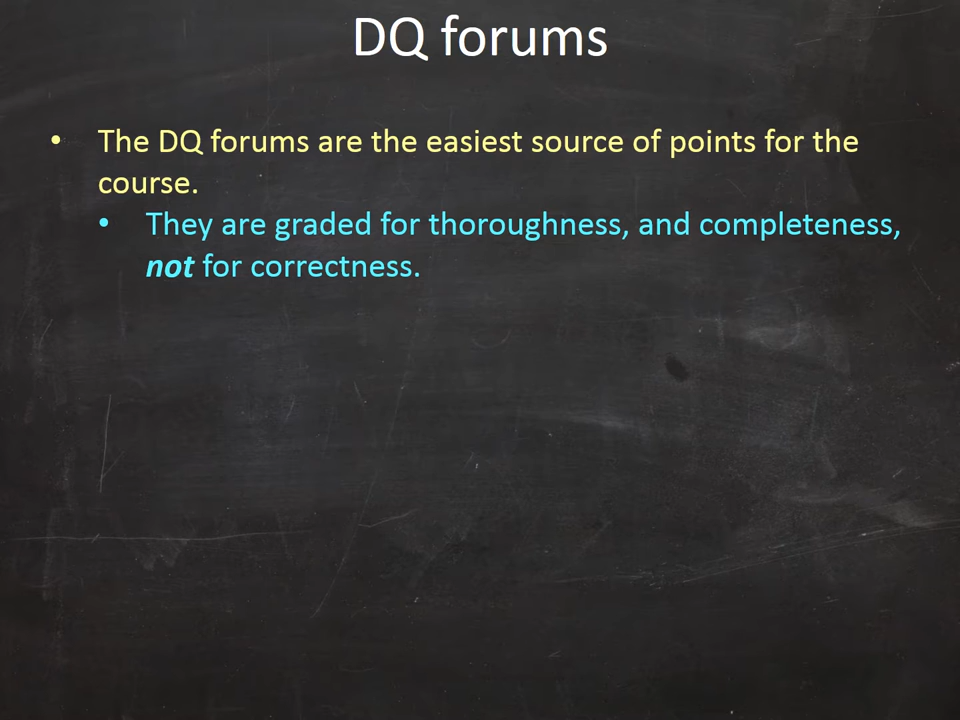 DQ forums
• The DQ forums are the easiest source of points for the
course.
• They are graded for thoroughness, and completeness,
not for correctness.